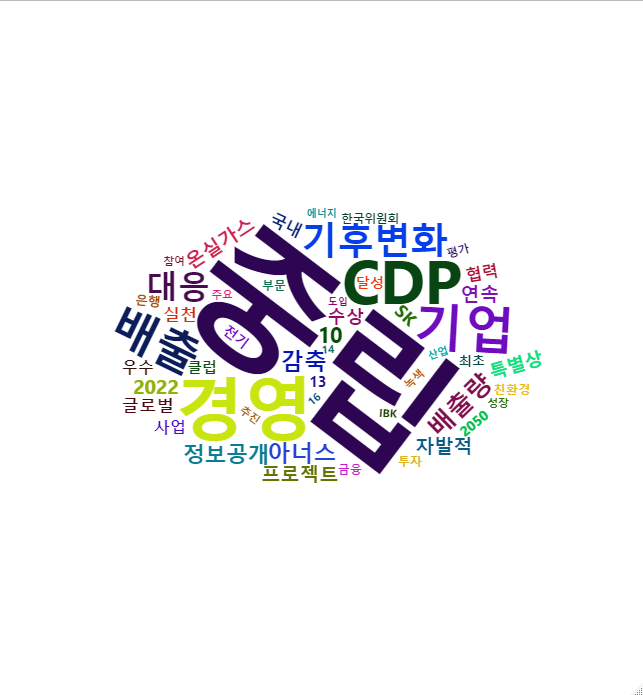 에너지
한국위원회
국내
온실가스
기후변화
평가
참여
중립
협력
대응
주요
부문
달성
CDP
연속
은행
도입
실천
수상
SK
기업
배출
전기
10
14
산업
최초
특별상
우수
클럽
감축
13
녹색
2022
경영
16
배출량
친환경
글로벌
추진
IBK
성장
사업
2050
정보공개
아너스
자발적
프로젝트
금융
투자